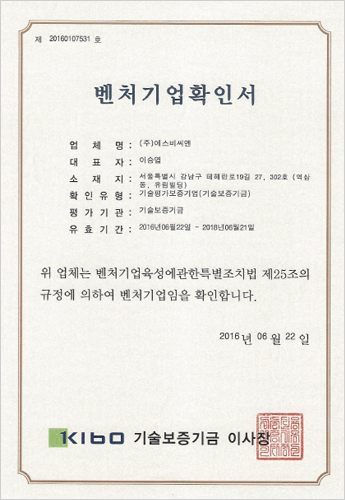 제 20160107531 호
벤처기업확인서
업 체 명 : (주)에스비씨엔
대 표 자 : 이승엽
소 재 지 : 서울특별시 강남구 테헤란로19길 27, 302호 (역삼
동, 유원빌딩)
확 인 유 형 : 기술평가보증기업(기술보증기금)
평 가 기 관 : 기술보증기금
유 효 기 간 : 2016년06월22일 - 2018년06월21일
위 업체는 벤처기업육성에관한특별조치법 제25조의
규정에 의하여 벤처기업임을 확인합니다.
2016년 06 월 22 일
KIBO 기술보증기금 이사장